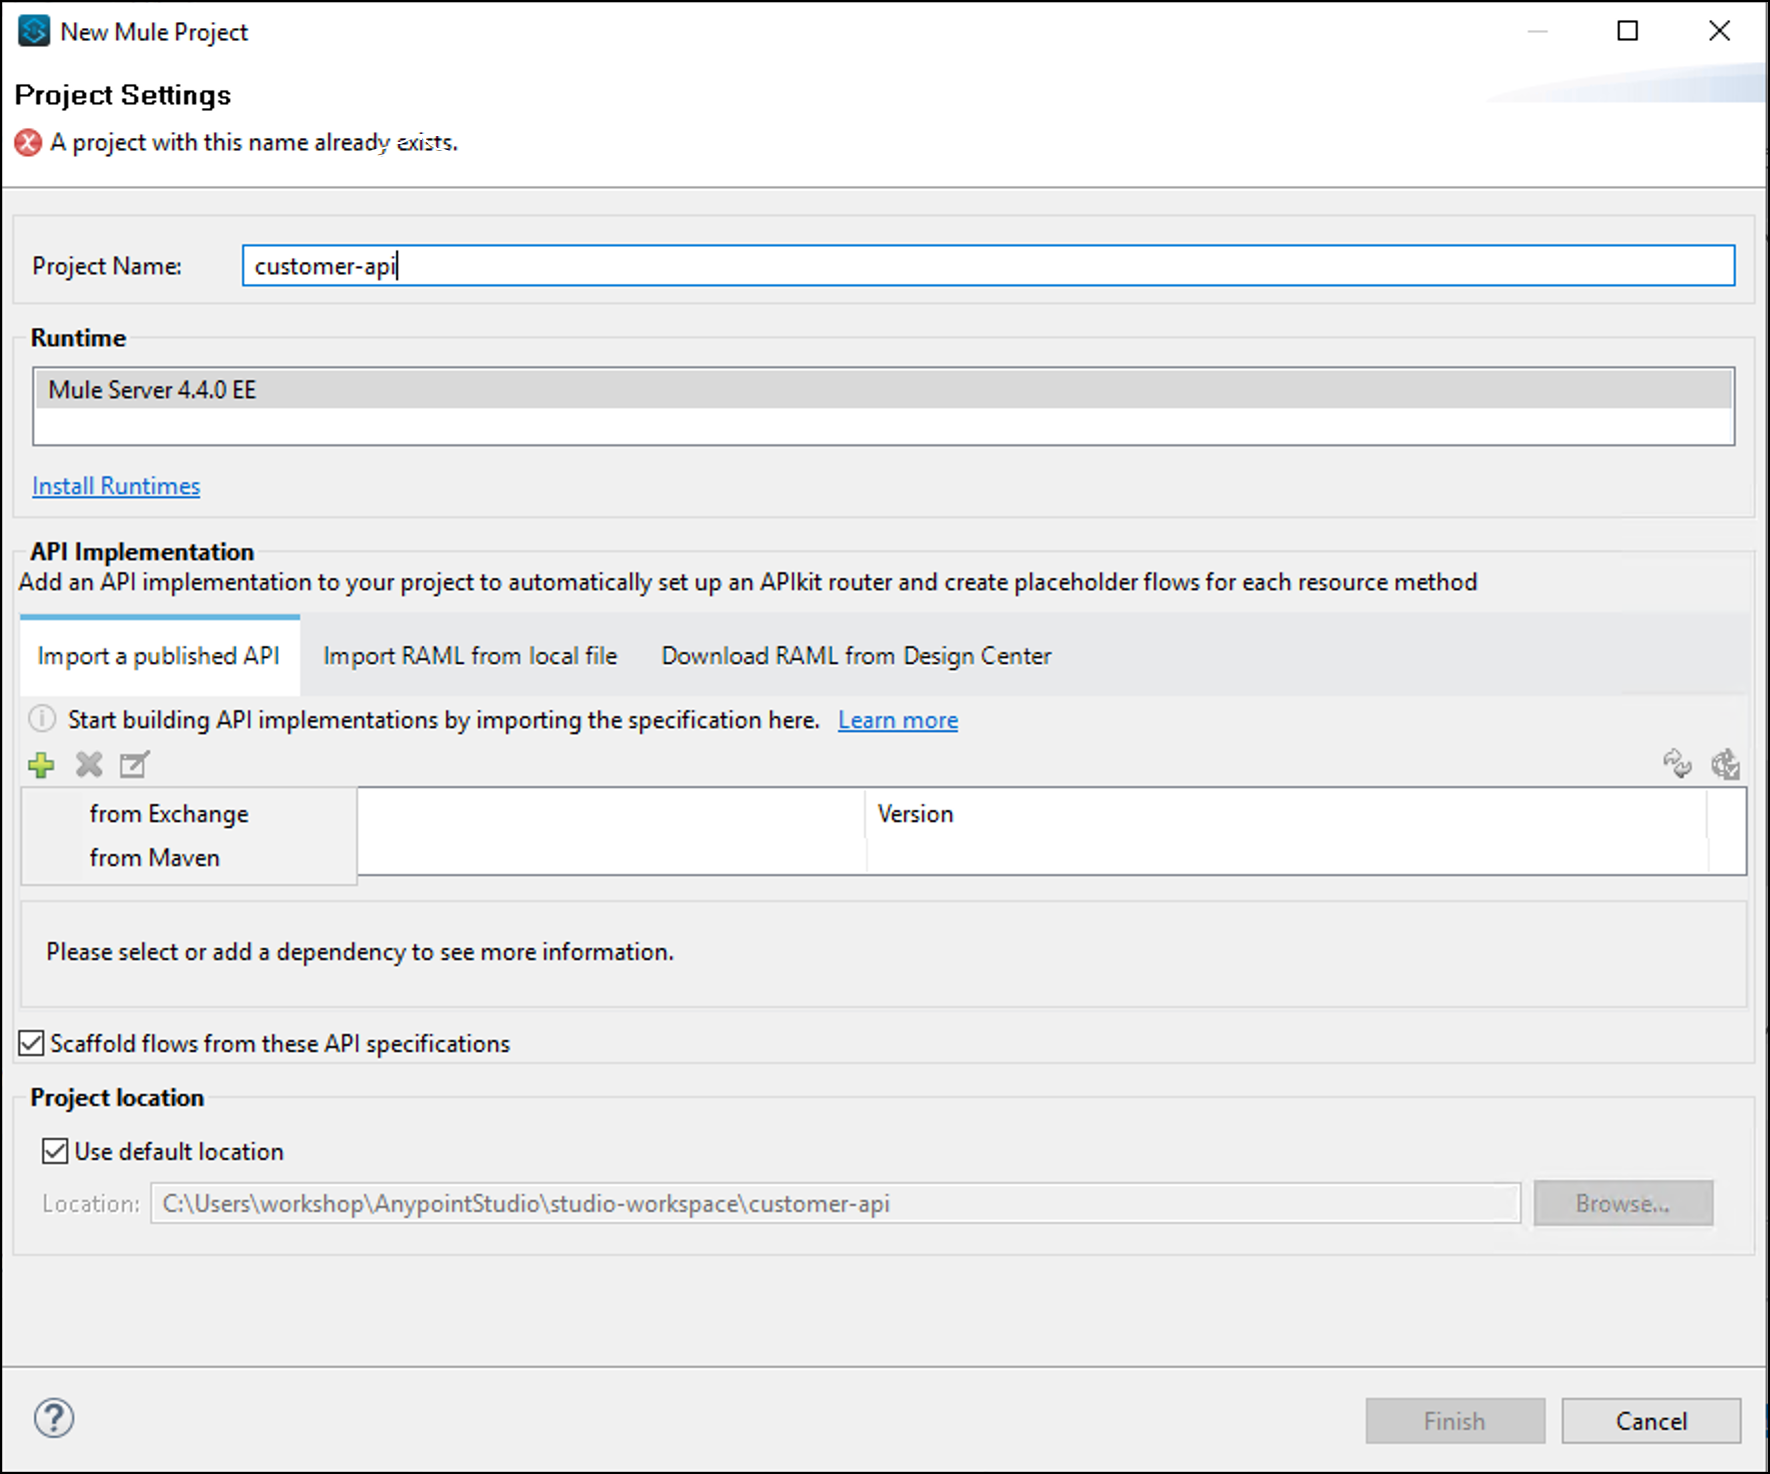 New Mule Project
Project Settings
A project with this name already exists.
Project Name: customer-api
Runtime
Mule Server 4.4.0 EE
Install Runtimes
API Implementation
Add an API implementation to your project to automatically set up an APIkit router and create placeholder flows for each resource method
Import a published API Import RAML from local file Download RAML from Design Center
Start building API implementations by importing the specification here. Learn more
from Exchange Version
from Maven
Please select or add a dependency to see more information.
Scaffold flows from these API specifications
Project location
Use default location
Location: C:\Users\workshop\AnypointStudio\studio-workspace\customer-api Browse...
Finish Cancel